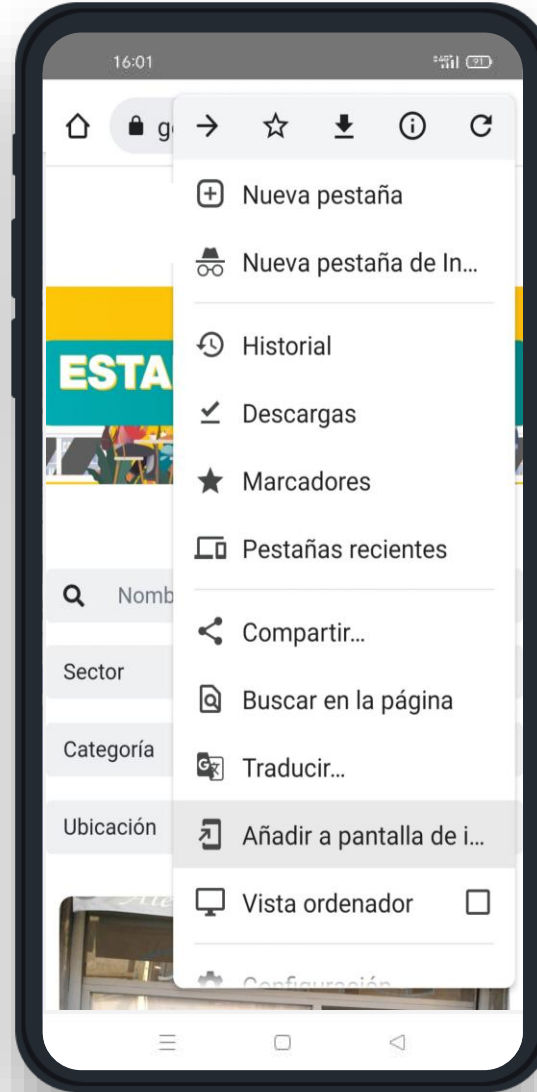 16:01
91
g
Nueva pestaña
Nueva pestaña de In...
Historial
ESTA
Descargas
Marcadores
Pestañas recientes
Nomb
Compartir...
Sector
Buscar en la página
Categoría
Traducir...
Ubicación
Añadir a pantalla de i...
Vista ordenador
Configuración